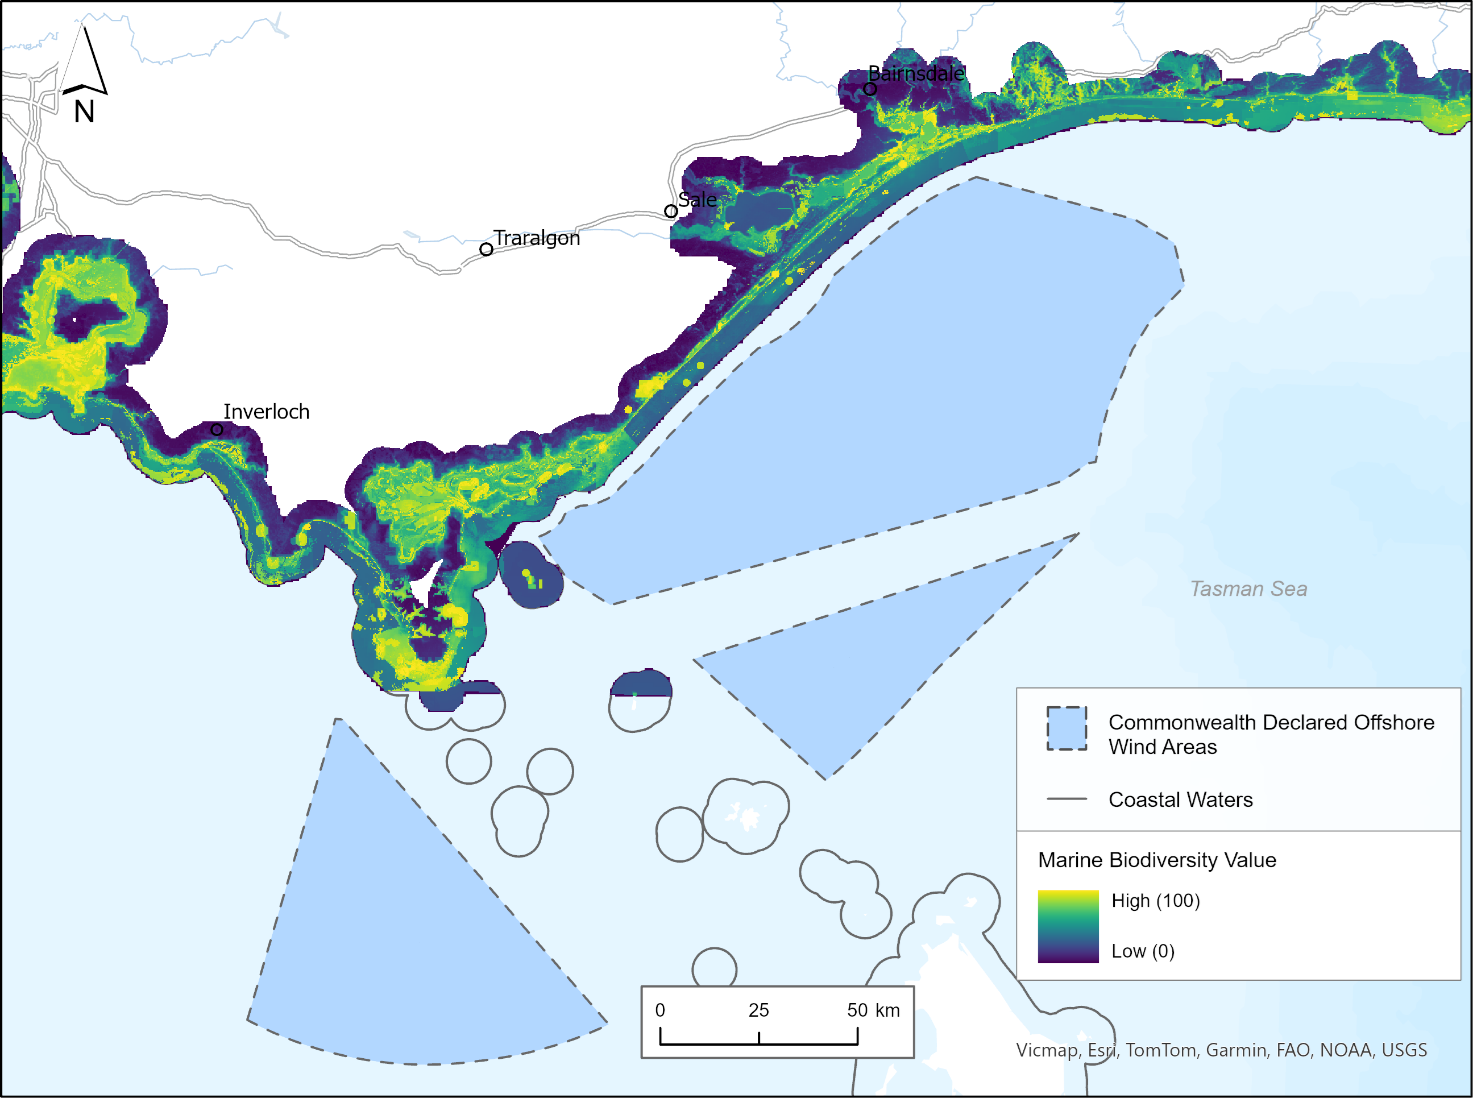 N
Bairnsdale
Sale
Traralgon
Inverloch
Tasman Sea
Commonwealth Declared Offshore
Wind Areas
Coastal Waters
Marine Biodiversity Value
High (100)
Low (0)
0 25 50 km
Vicmap, Esri, TomTom, Garmin, FAO, NOAA, USGS